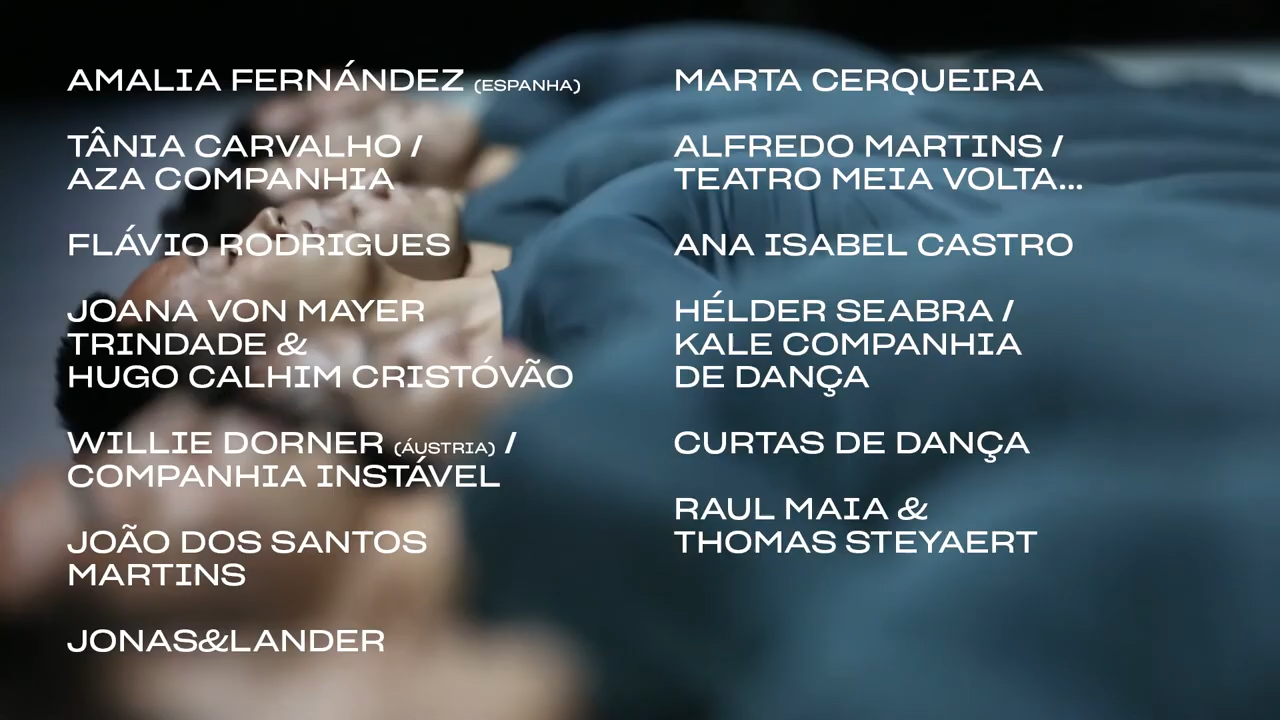 AMALIA FERNÁNDEZ (ESPANHA)
TÂNIA CARVALHO /
AZA COMPANHIA
FLÁVIO RODRIGUES
JOANA VON MAYER
TRINDADE &
HUGO CALHIM CRISTÓVÃO
WILLIE DORNER (ÁUSTRIA) /
COMPANHIA INSTÁVEL
JOÃO DOS SANTOS
MARTINS
JONAS&LANDER
MARTA CERQUEIRA
ALFREDO MARTINS /
TEATRO MEIA VOLTA...
ANA ISABEL CASTRO
HÉLDER SEABRA /
KALE COMPANHIA
DE DANÇA
CURTAS DE DANÇA
RAUL MAIA &
THOMAS STEYAERT